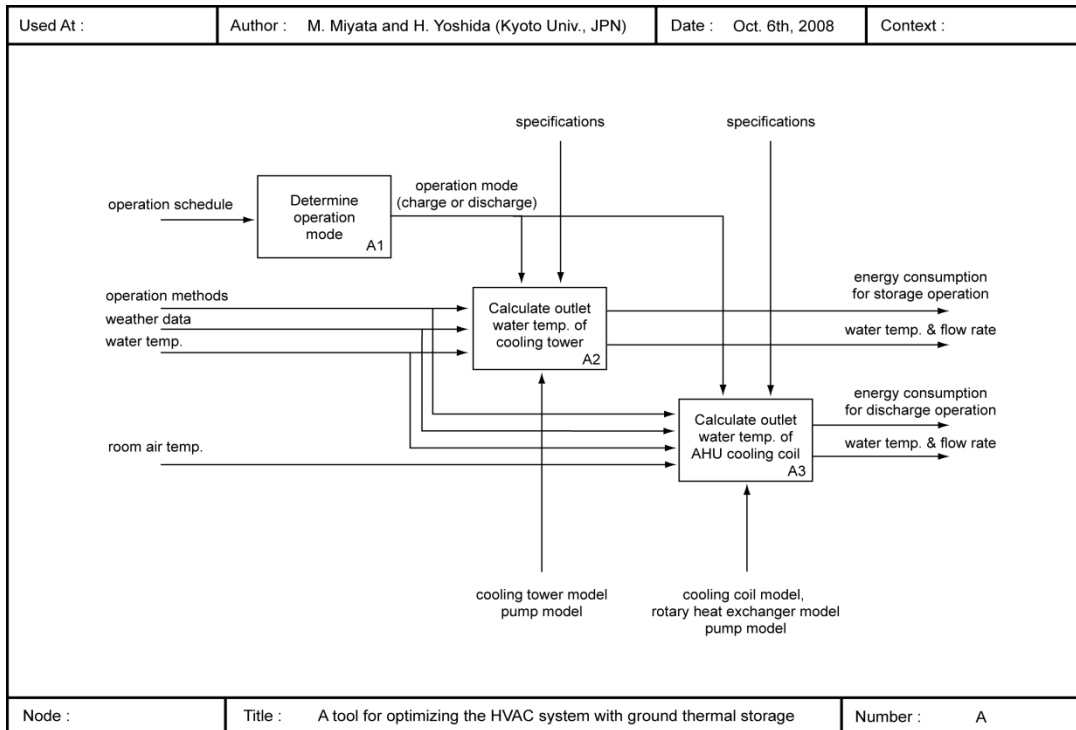 Used At :
Author : M. Miyata and H. Yoshida (Kyoto Univ., JPN)
Date : Oct. 6th, 2008
Context :
specifications
specifications
operation schedule
Determine
operation
mode
A1
operation mode
(charge or discharge)
operation methods
weather data
water temp.
Calculate outlet
water temp. of
cooling tower
A2
energy consumption
for storage operation
water temp. & flow rate
room air temp.
Calculate outlet
water temp. of
AHU cooling coil
A3
energy consumption
for discharge operation
water temp. & flow rate
cooling tower model
pump model
cooling coil model,
rotary heat exchanger model
pump model
Node :
Title : A tool for optimizing the HVAC system with ground thermal storage
Number : A